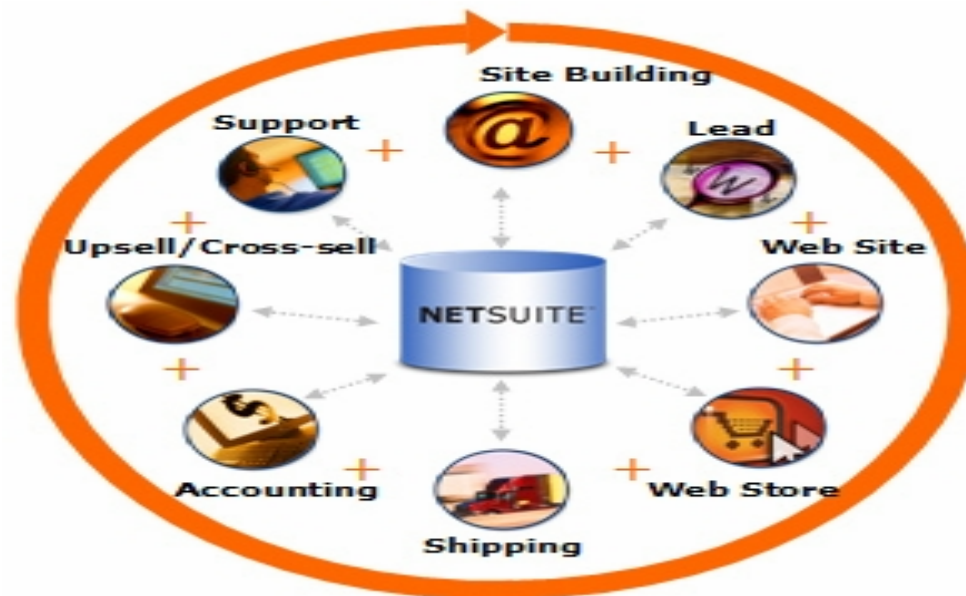 Site Building
Support
Lead
Upsell/Cross-sell
Web Site
NETSUITE
Accounting
Web Store
Shipping